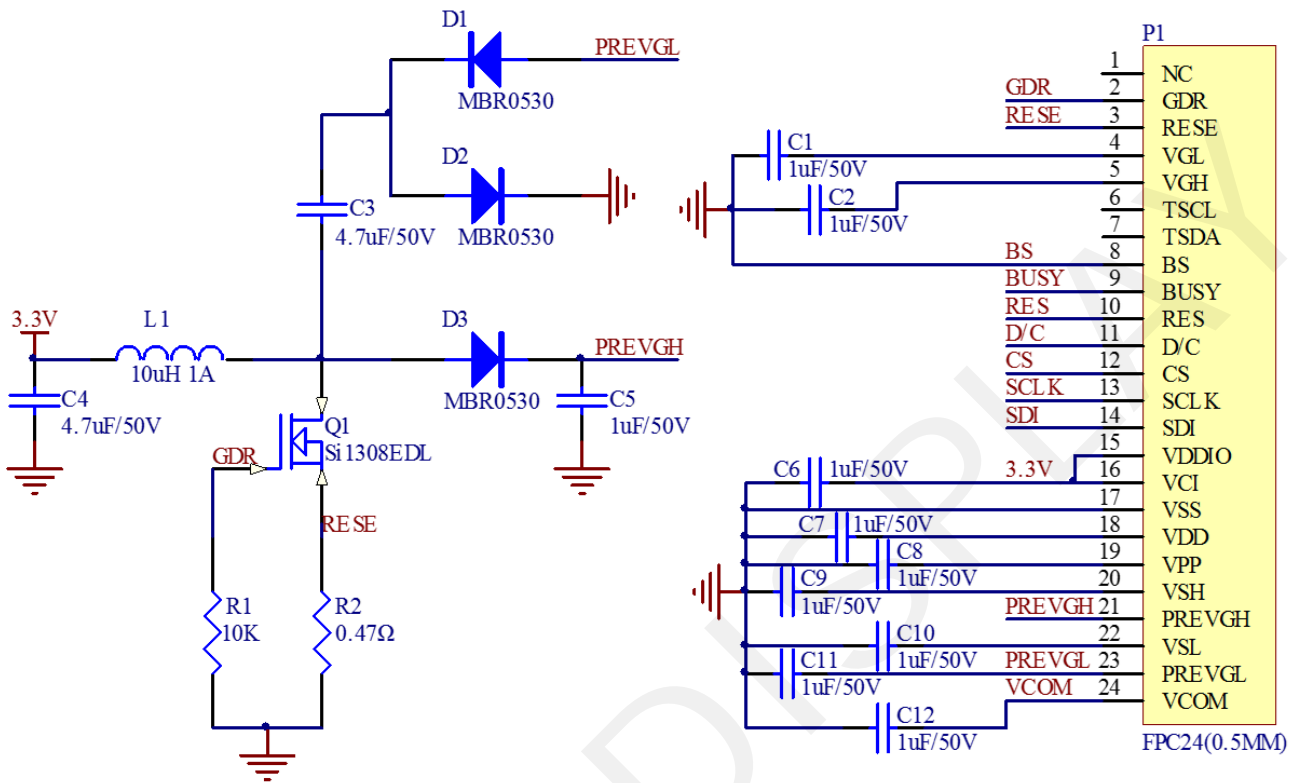 D1
PREVGL
MBR0530
D2
MBR0530
C3
4.7uF/50V
3.3V
L1
10uH 1A
D3
PREVGH
MBR0530
C4
4.7uF/50V
C5
1uF/50V
Q1
Si1308EDL
GDR
RESE
R1
10K
R2
0.47Ω
P1
1 NC
GDR 2 GDR
RESE 3 RESE
C1
1uF/50V
4 VGL
C2
1uF/50V
5 VGH
6 TSCL
7 TSDA
BS 8 BS
BUSY 9 BUSY
RES 10 RES
D/C 11 D/C
CS 12 CS
SCLK 13 SCLK
SDI 14 SDI
15 VDDIO
C6 1uF/50V 3.3V 16 VCI
17 VSS
C7 1uF/50V 18 VDD
C8
1uF/50V
19 VPP
C9
1uF/50V
20 VSH
PREVGH 21 PREVGH
C10
1uF/50V
22 VSL
C11
1uF/50V
PREVGL 23 PREVGL
VCOM 24 VCOM
C12
1uF/50V
FPC24(0.5MM)
DISPLAY